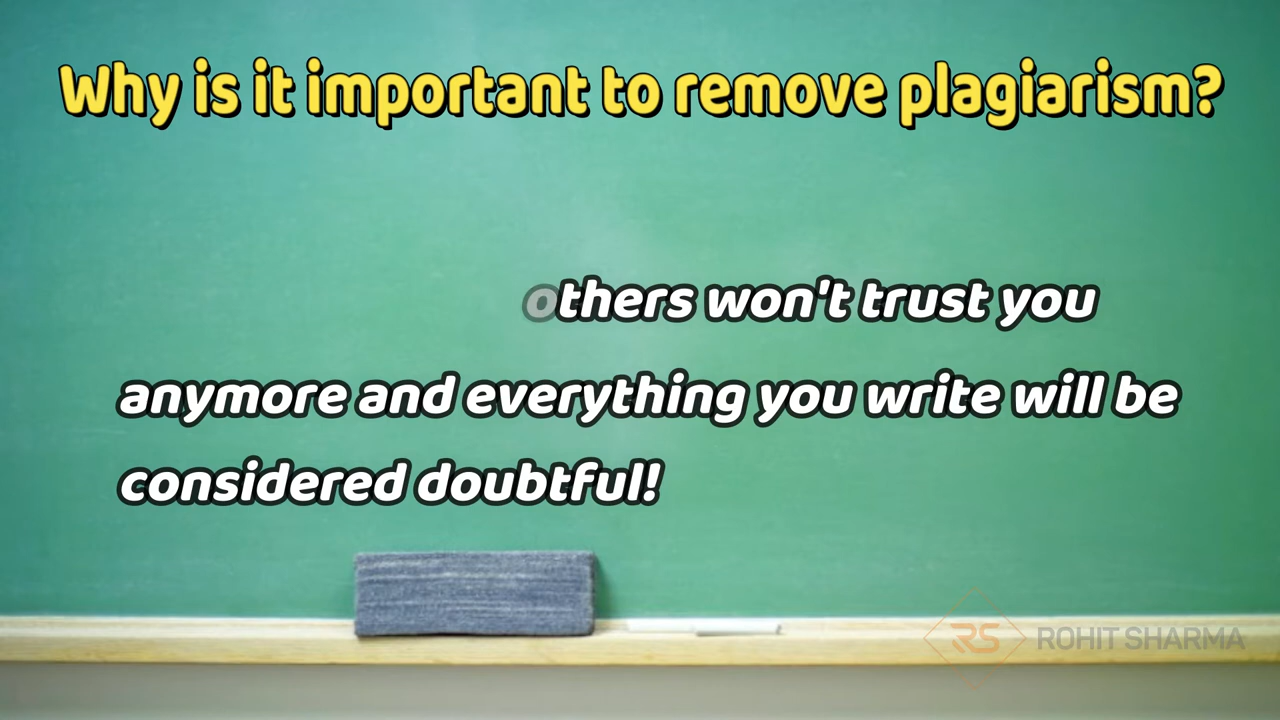 Why is it important to remove plagiarism?
others won't trust you
anymore and everything you write will be
considered doubtful!
RS ROHIT SHARMA